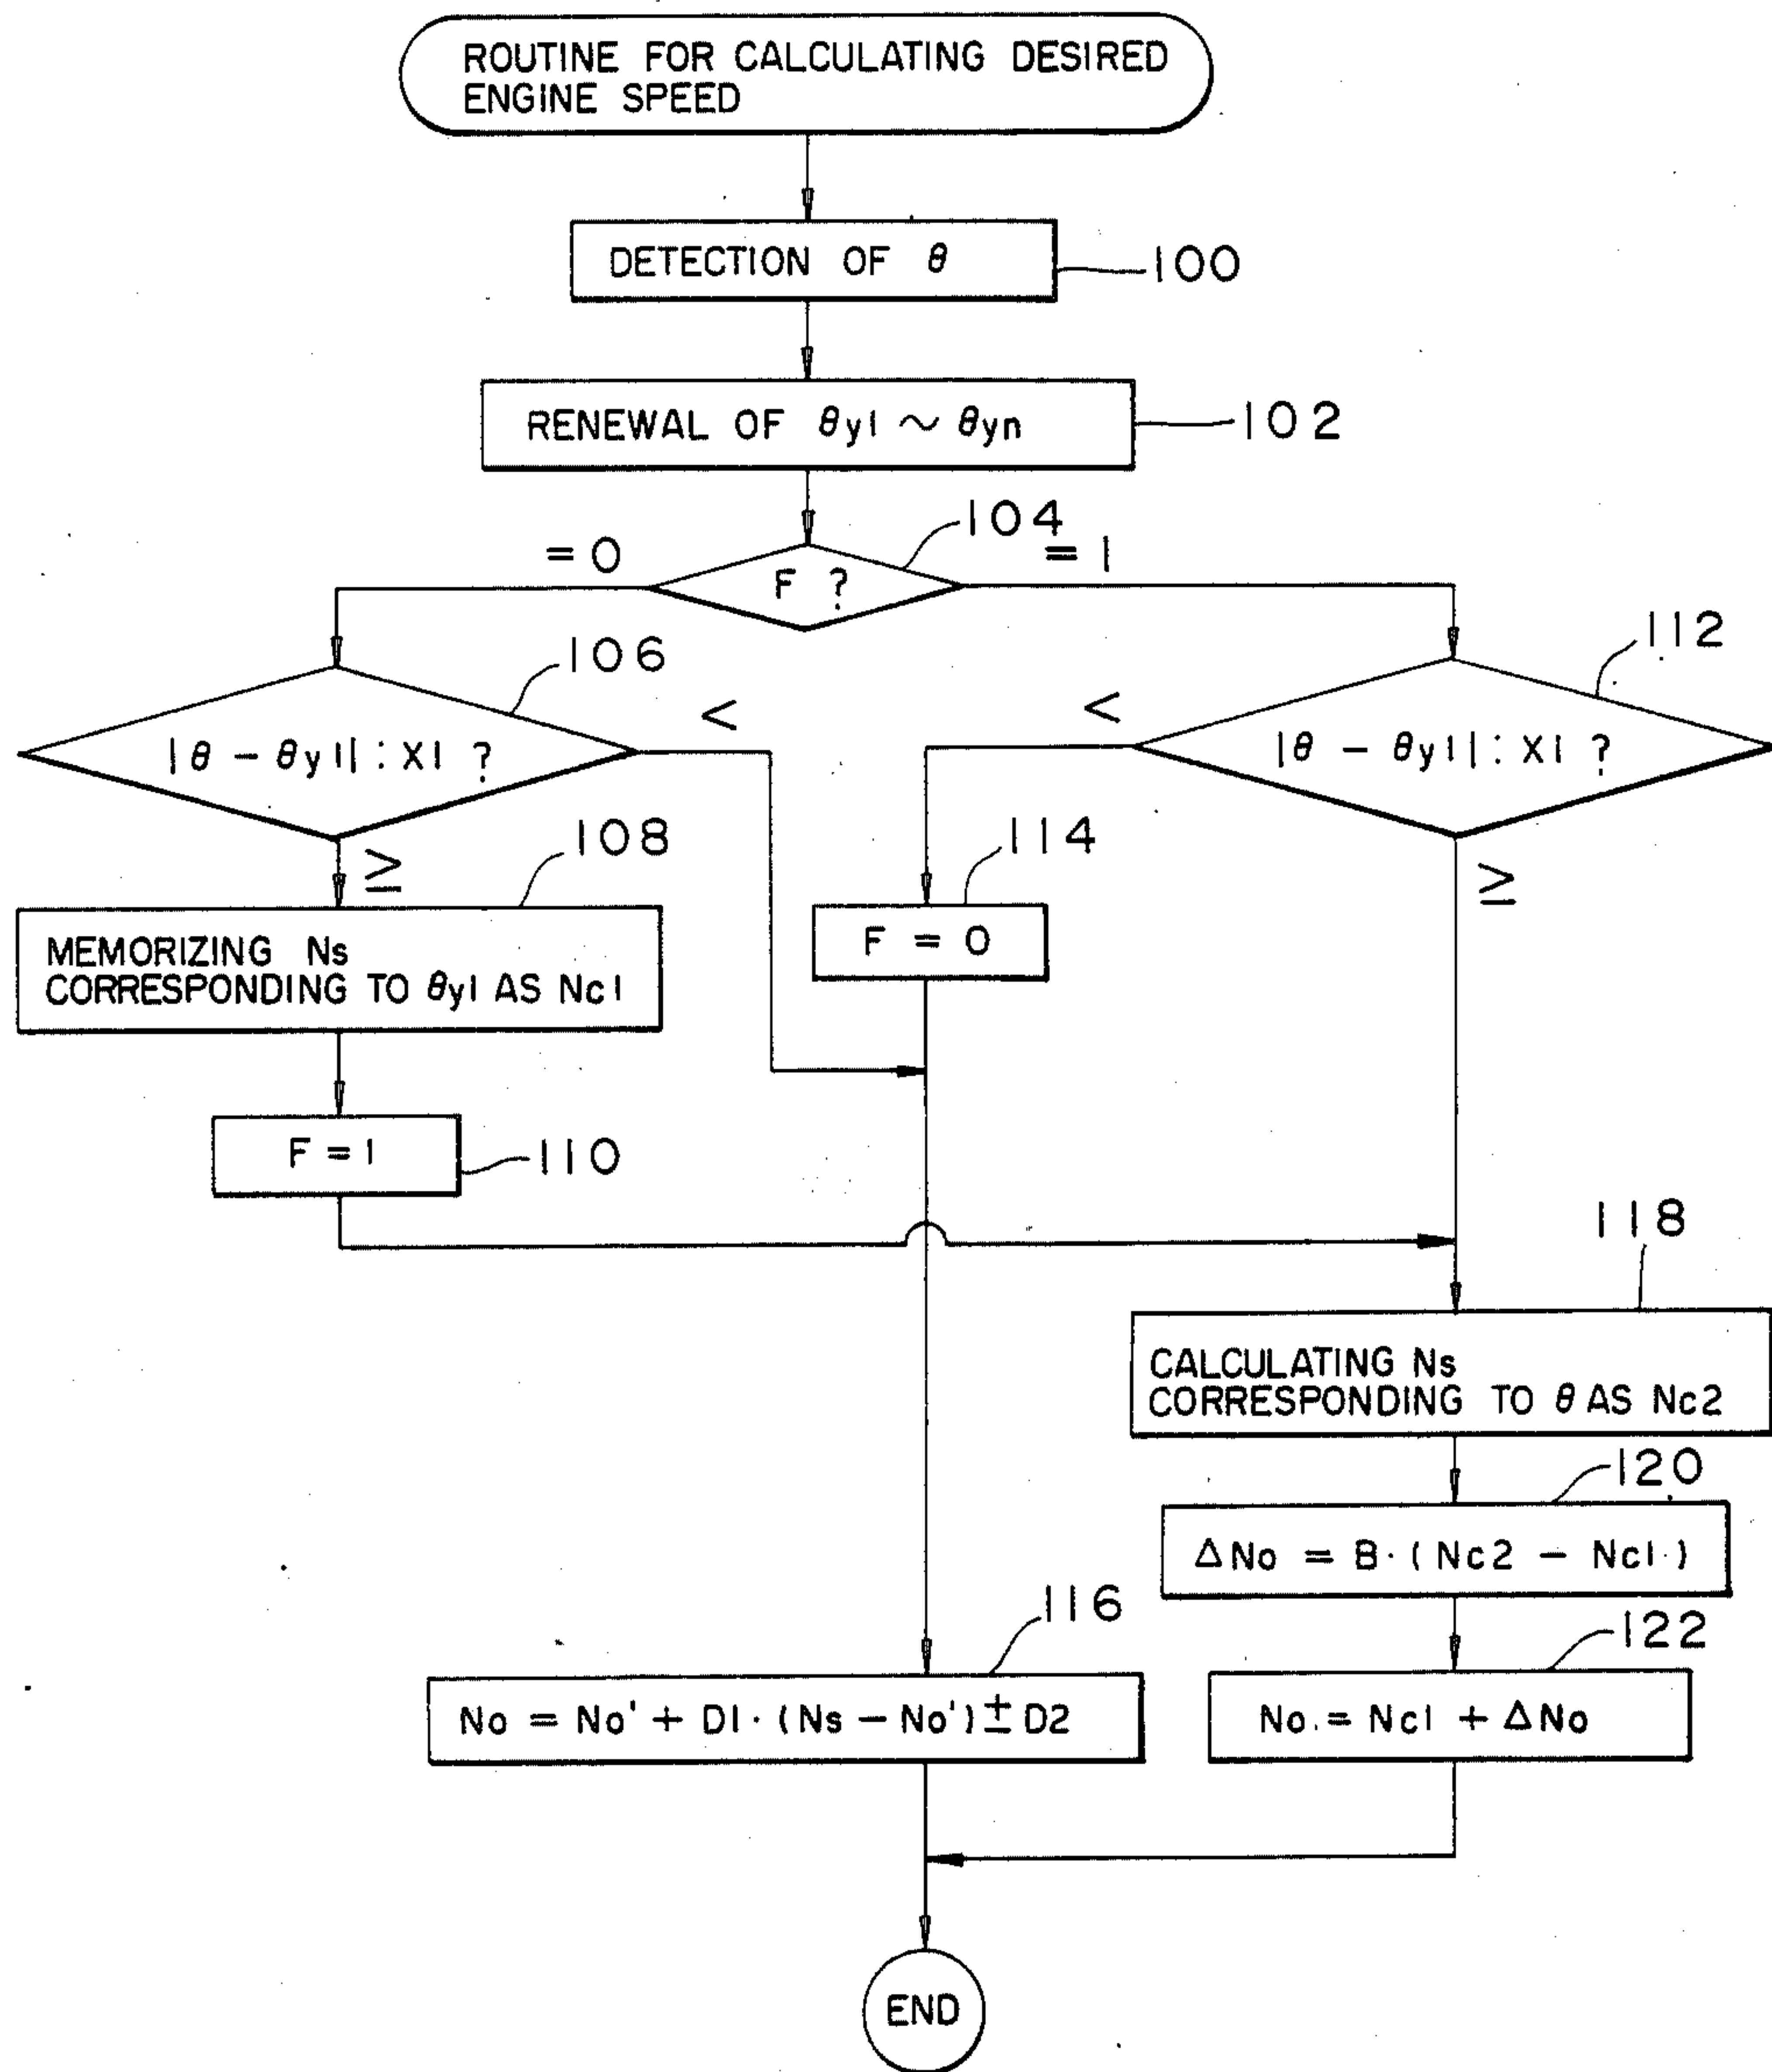 ROUTINE FOR CALCULATING DESIRED
ENGINE SPEED
DETECTION OF θ
100
RENEWAL OF θy1 ~ θyn
102
104
= 0
F ?
= 1
106
|θ - θy1| : X1 ?
<
≥
112
|θ - θy1| : X1 ?
<
≥
108
MEMORIZING Ns
CORRESPONDING TO θy1 AS Nc1
114
F = 0
F = 1
110
118
CALCULATING Ns
CORRESPONDING TO θ AS Nc2
120
ΔNo = B · (Nc2 - Nc1)
116
No = No' + D1 · (Ns - No') ± D2
122
No = Nc1 + ΔNo
END